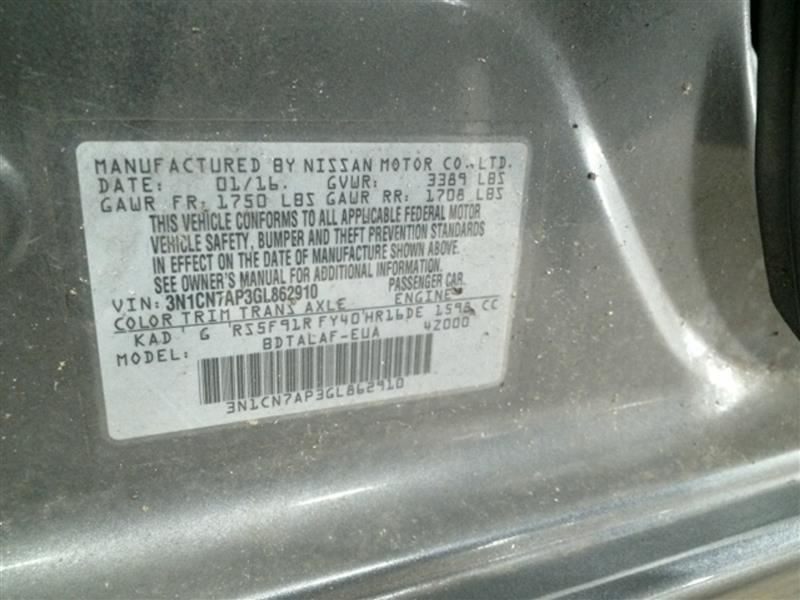 MANUFACTURED BY NISSAN MOTOR CO.,LTD.
DATE: 01/16. GVWR: 3389 LBS
GAWR FR: 1750 LBS GAWR RR: 1708 LBS
THIS VEHICLE CONFORMS TO ALL APPLICABLE FEDERAL MOTOR
VEHICLE SAFETY, BUMPER AND THEFT PREVENTION STANDARDS
IN EFFECT ON THE DATE OF MANUFACTURE SHOWN ABOVE.
SEE OWNER'S MANUAL FOR ADDITIONAL INFORMATION.
VIN: 3N1CN7AP3GL862910 PASSENGER CAR.
COLOR TRIM TRANS AXLE ENGINE
KAD G RS5F91R FY40 HR16DE 1598 CC
MODEL: BDTALAF-EUA 4Z000
3N1CN7AP3GL862910